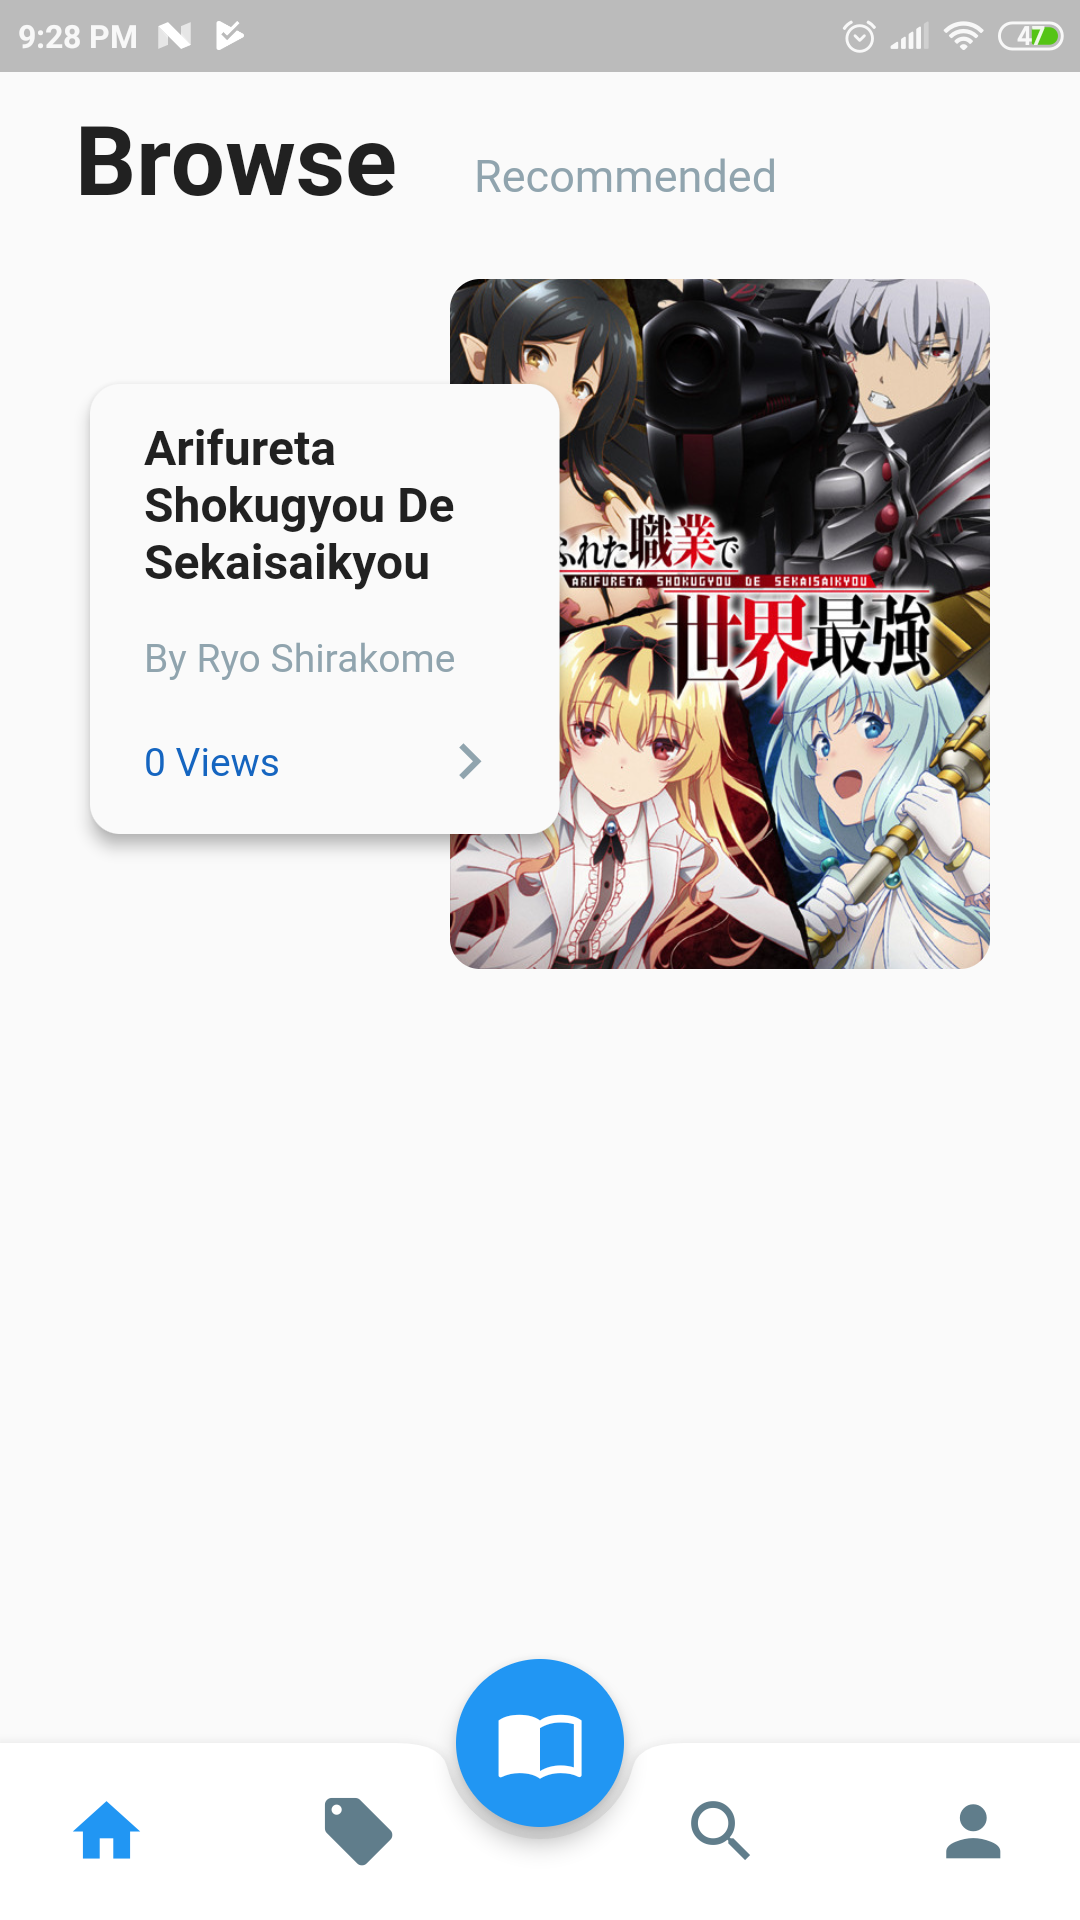 9:28 PM
47
Browse
Recommended
Arifureta
Shokugyou De
Sekaisaikyou
By Ryo Shirakome
0 Views
ふれた職業で
ARIFURETA SHOKUGYOU DE SEKAISAIKYOU
世界最強